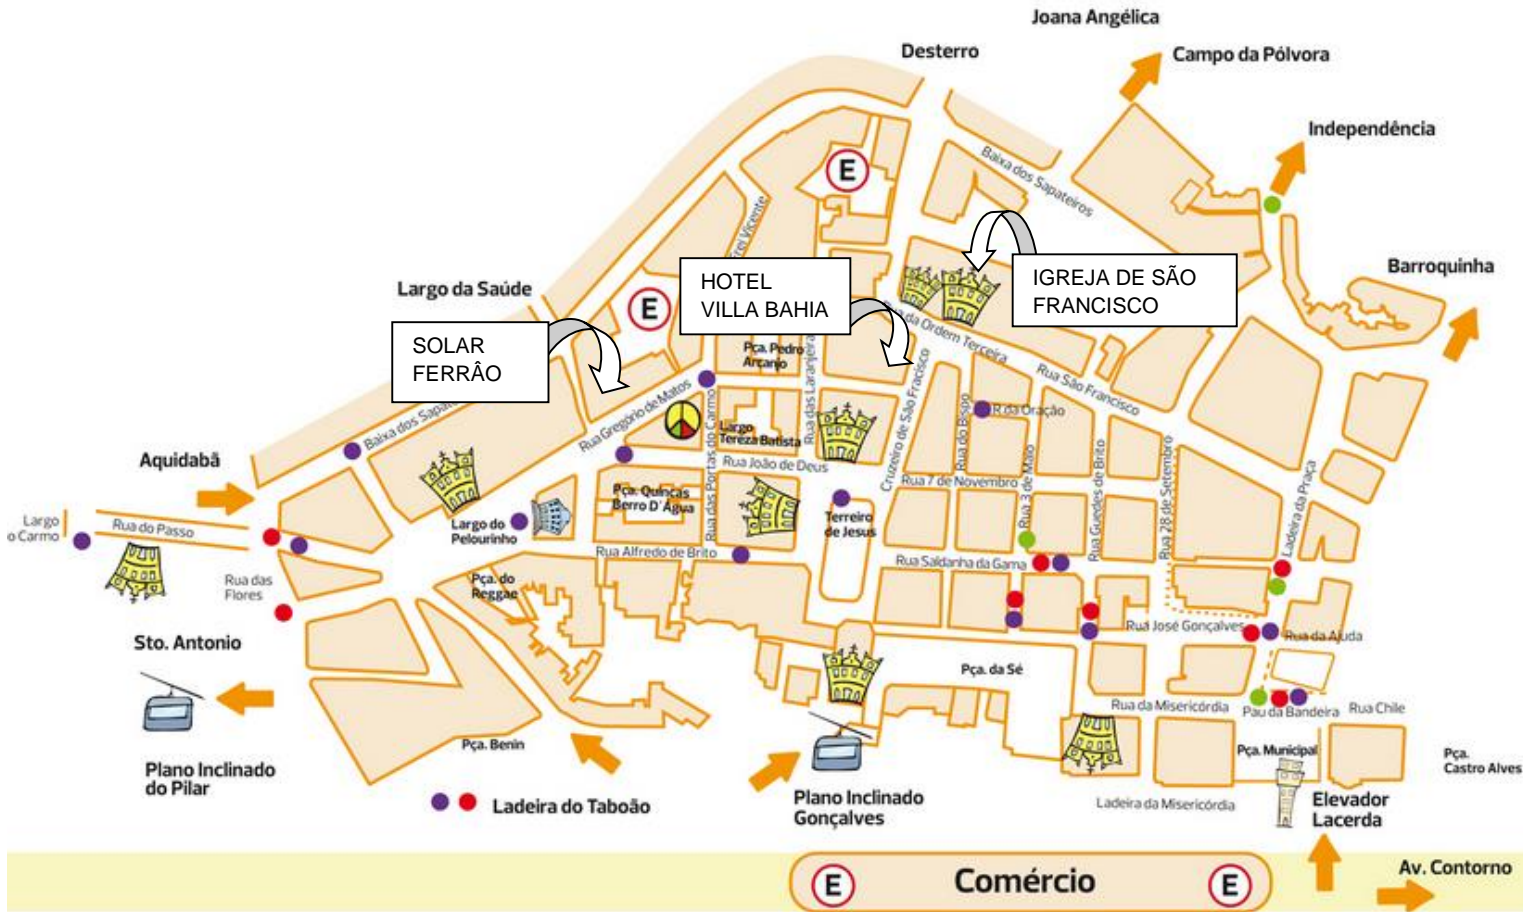 Joana Angélica
Desterro
Campo da Pólvora
Independência
Baixa dos Sapateiros
E
Frei Vicente
Barroquinha
HOTEL
VILLA BAHIA
IGREJA DE SÃO
FRANCISCO
Largo da Saúde
E
SOLAR
FERRÂO
Rua da Ordem Terceira
Pça. Pedro
Arcanjo
Rua das Laranjeira
Rua São Francisco
Cruzeiro de São Fracisco
Rua Gregório de Matos
Rua das Portas do Carmo
Largo
Tereza Batista
Rua do Bispo
R.da Oração
Baixa dos Sapat
Aquidabã
Rua João de Deus
Rua 7 de Novembro
Rua 3 de Maio
Rua Guedes de Brito
Rua 28 de Setembro
Ladeira da Praça
Pça. Quincas
Berro D´Água
Largo
o Carmo
Rua do Passo
Largo do
Pelourinho
Terreiro
de Jesus
Rua Alfredo de Brito
Rua Saldanha da Gama
Rua das
Flores
Pça. do
Reggae
Rua José Gonçalves
Rua da Ajuda
Sto. Antonio
Pça. da Sé
Rua da Misericórdia
Pau da Bandeira
Rua Chile
Pça. Benin
Pça. Municipal
Pça.
Castro Alves
Plano Inclinado
do Pilar
Ladeira do Taboão
Plano Inclinado
Gonçalves
Ladeira da Misericórdia
Elevador
Lacerda
E
Comércio
E
Av. Contorno